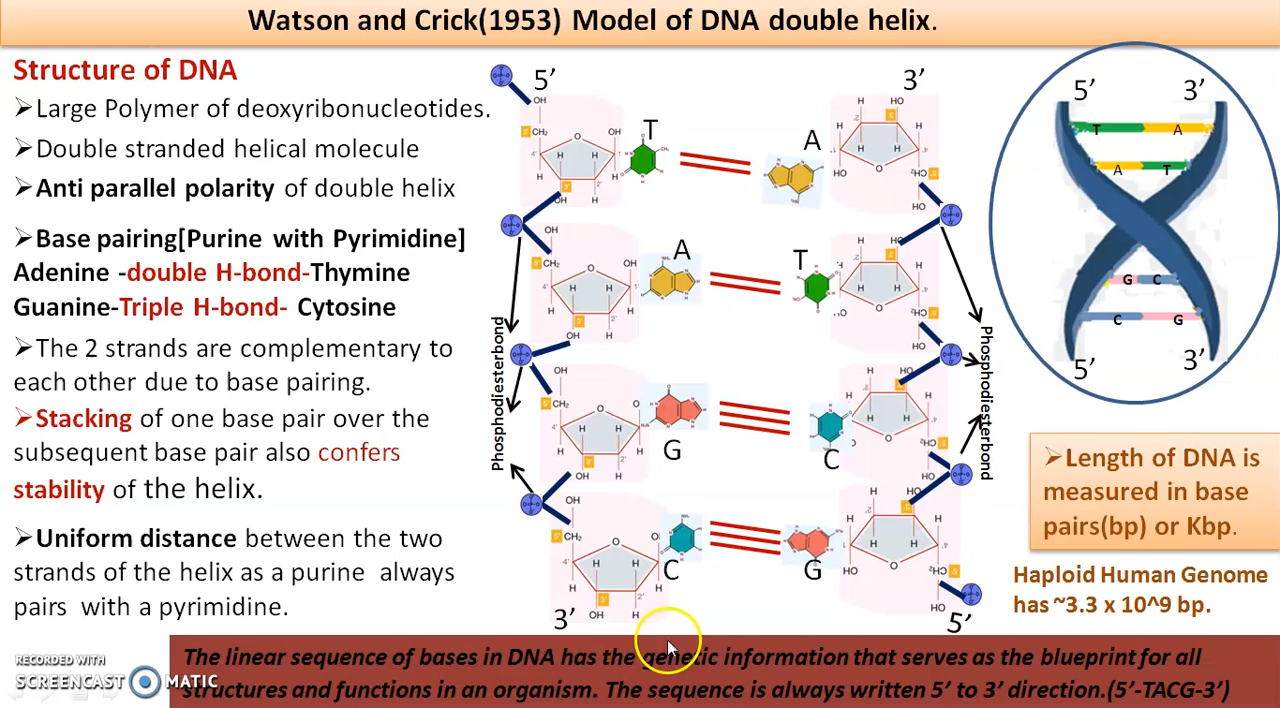 Watson and Crick(1953) Model of DNA double helix.
Structure of DNA
➢Large Polymer of deoxyribonucleotides.
➢Double stranded helical molecule
➢Anti parallel polarity of double helix
➢Base pairing[Purine with Pyrimidine]
Adenine -double H-bond-Thymine
Guanine-Triple H-bond- Cytosine
➢The 2 strands are complementary to
each other due to base pairing.
➢Stacking of one base pair over the
subsequent base pair also confers
stability of the helix.
➢Uniform distance between the two
strands of the helix as a purine always
pairs with a pyrimidine.
5’
3’
T
A
A
T
G
C
C
G
3’
5’
Phosphodiesterbond
Phosphodiesterbond
5’
3’
T
A
A
T
G
C
C
G
5’
3’
➢Length of DNA is
measured in base
pairs(bp) or Kbp.
Haploid Human Genome
has ~3.3 x 10^9 bp.
The linear sequence of bases in DNA has the genetic information that serves as the blueprint for all
structures and functions in an organism. The sequence is always written 5’ to 3’ direction.(5’-TACG-3’)
RECORDED WITH
SCREENCAST MATIC